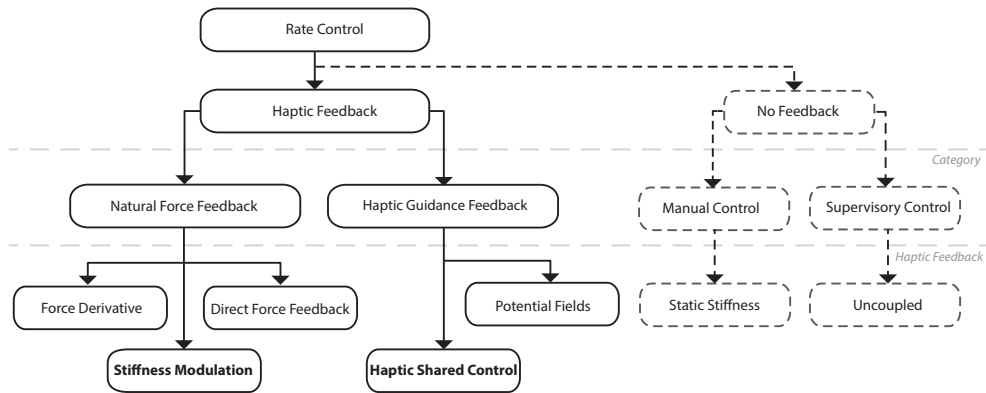 Rate Control
Haptic Feedback
No Feedback
Category
Natural Force Feedback
Haptic Guidance Feedback
Manual Control
Supervisory Control
Haptic Feedback
Force Derivative
Direct Force Feedback
Potential Fields
Static Stiffness
Uncoupled
Stiffness Modulation
Haptic Shared Control